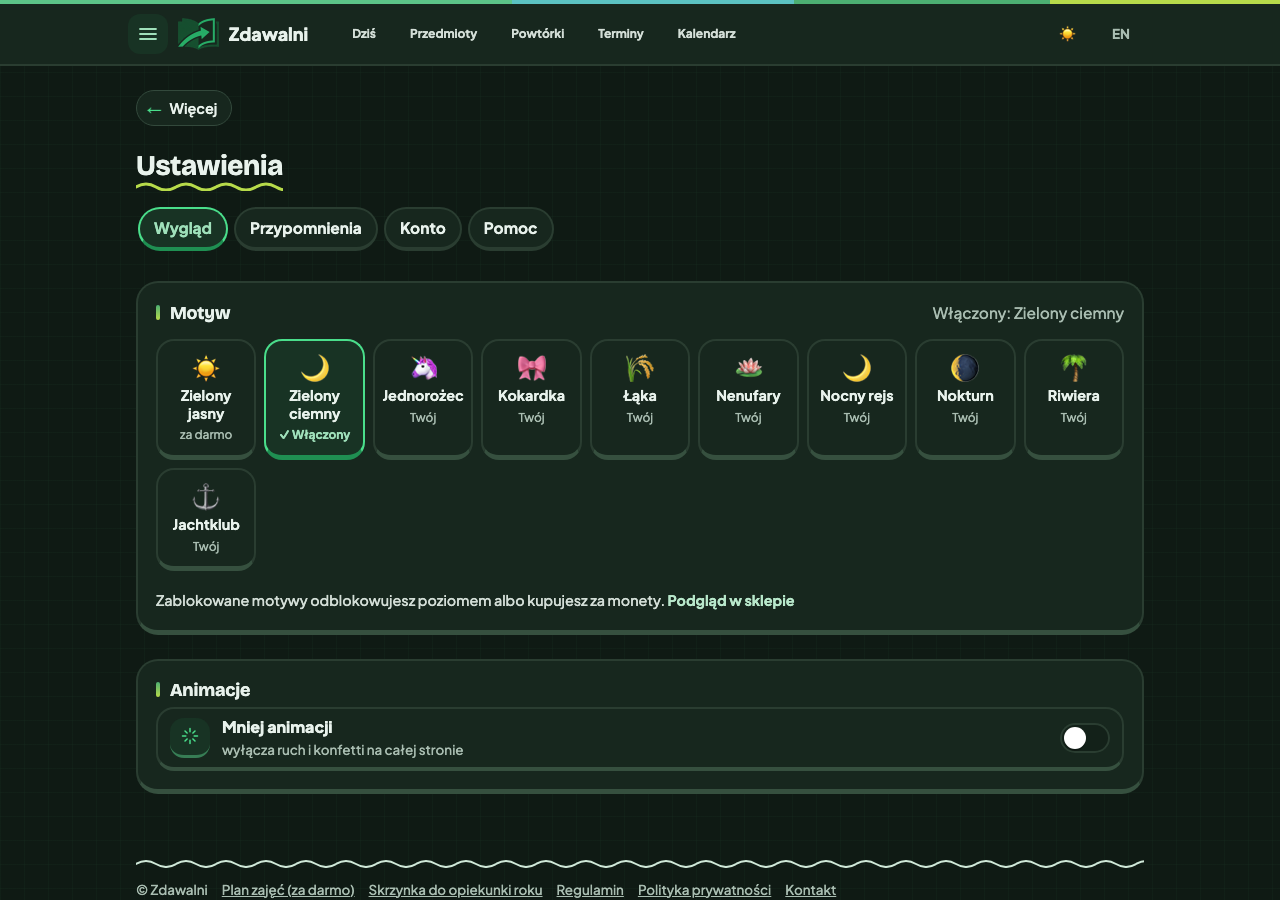 Zdawalni Dziś Przedmioty Powtórki Terminy Kalendarz EN
← Więcej
Ustawienia
Wygląd Przypomnienia Konto Pomoc
Motyw Włączony: Zielony ciemny
Zielony jasny za darmo
Zielony ciemny ✓ Włączony
Jednorożec Twój
Kokardka Twój
Łąka Twój
Nenufary Twój
Nocny rejs Twój
Nokturn Twój
Riwiera Twój
Jachtklub Twój
Zablokowane motywy odblokowujesz poziomem albo kupujesz za monety. Podgląd w sklepie
Animacje
Mniej animacji
wyłącza ruch i konfetti na całej stronie
© Zdawalni Plan zajęć (za darmo) Skrzynka do opiekunki roku Regulamin Polityka prywatności Kontakt